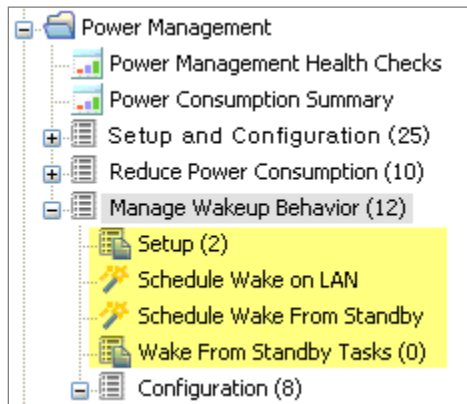 Power Management
Power Management Health Checks
Power Consumption Summary
Setup and Configuration (25)
Reduce Power Consumption (10)
Manage Wakeup Behavior (12)
Setup (2)
Schedule Wake on LAN
Schedule Wake From Standby
Wake From Standby Tasks (0)
Configuration (8)